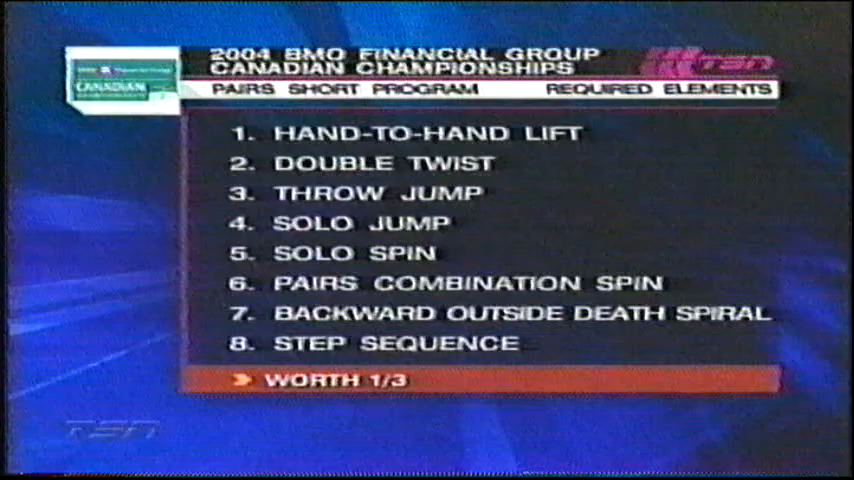 2004 BMO FINANCIAL GROUP
CANADIAN CHAMPIONSHIPS
TSN
CANADIAN
PAIRS SHORT PROGRAM REQUIRED ELEMENTS
1. HAND-TO-HAND LIFT
2. DOUBLE TWIST
3. THROW JUMP
4. SOLO JUMP
5. SOLO SPIN
6. PAIRS COMBINATION SPIN
7. BACKWARD OUTSIDE DEATH SPIRAL
8. STEP SEQUENCE
WORTH 1/3
TSN